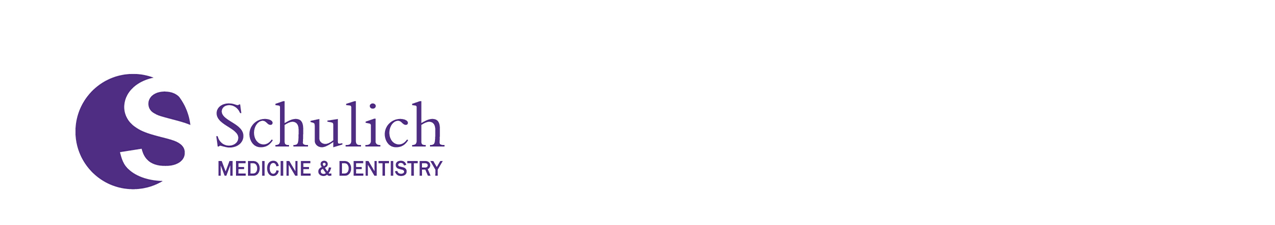 Schulich
MEDICINE & DENTISTRY